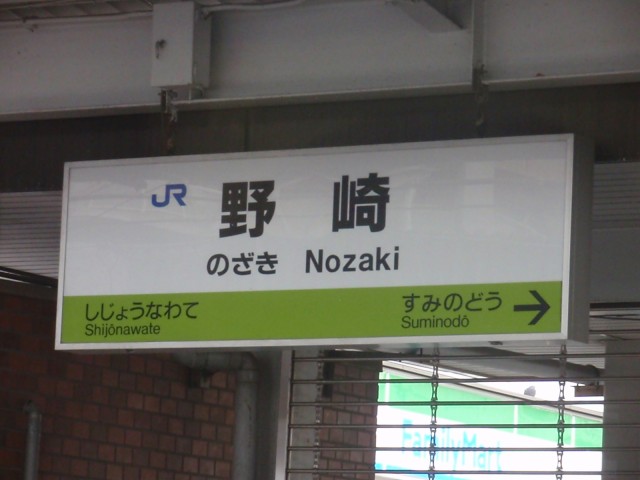 JR 野崎
のざき Nozaki
しじょうなわて すみのどう →
Shijōnawate Suminodō
FamilyMart